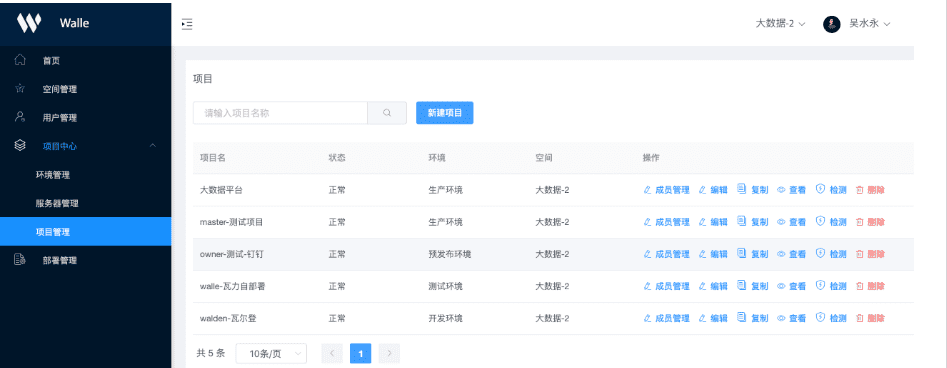 Walle
大数据-2
吴水永
首页
空间管理
用户管理
项目中心
环境管理
服务器管理
项目管理
部署管理
项目
请输入项目名称
新建项目
项目名 状态 环境 空间 操作
大数据平台 正常 生产环境 大数据-2 成员管理 编辑 复制 查看 检测 删除
master-测试项目 正常 生产环境 大数据-2 成员管理 编辑 复制 查看 检测 删除
owner-测试-钉钉 正常 预发布环境 大数据-2 成员管理 编辑 复制 查看 检测 删除
walle-瓦力自部署 正常 测试环境 大数据-2 成员管理 编辑 复制 查看 检测 删除
walden-瓦尔登 正常 开发环境 大数据-2 成员管理 编辑 复制 查看 检测 删除
共 5 条 10条/页 1